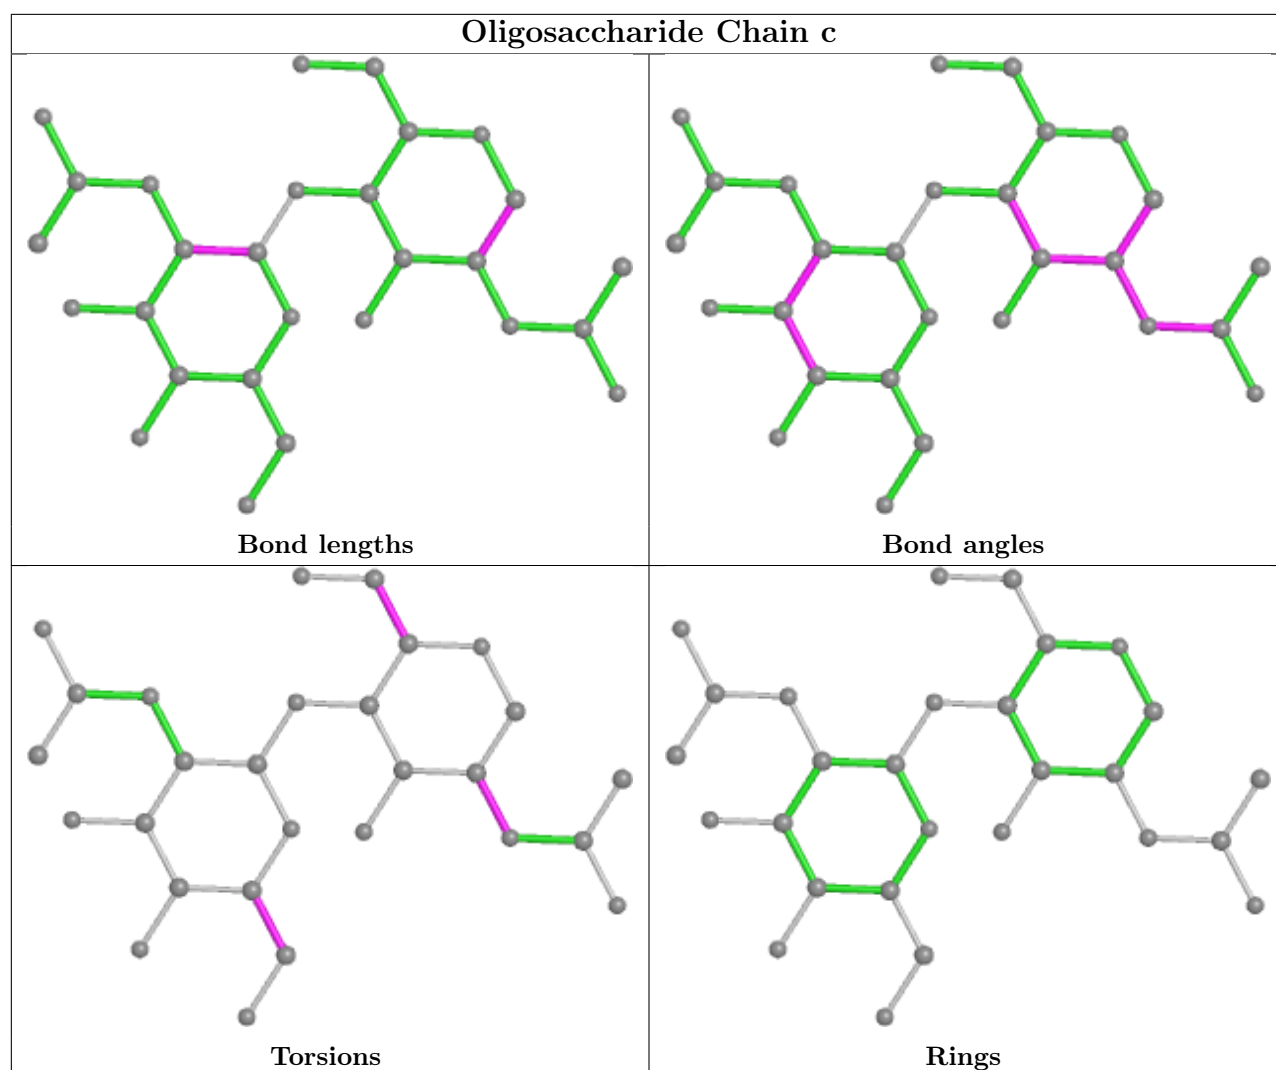 Oligosaccharide Chain c
Bond lengths
Bond angles
Torsions
Rings